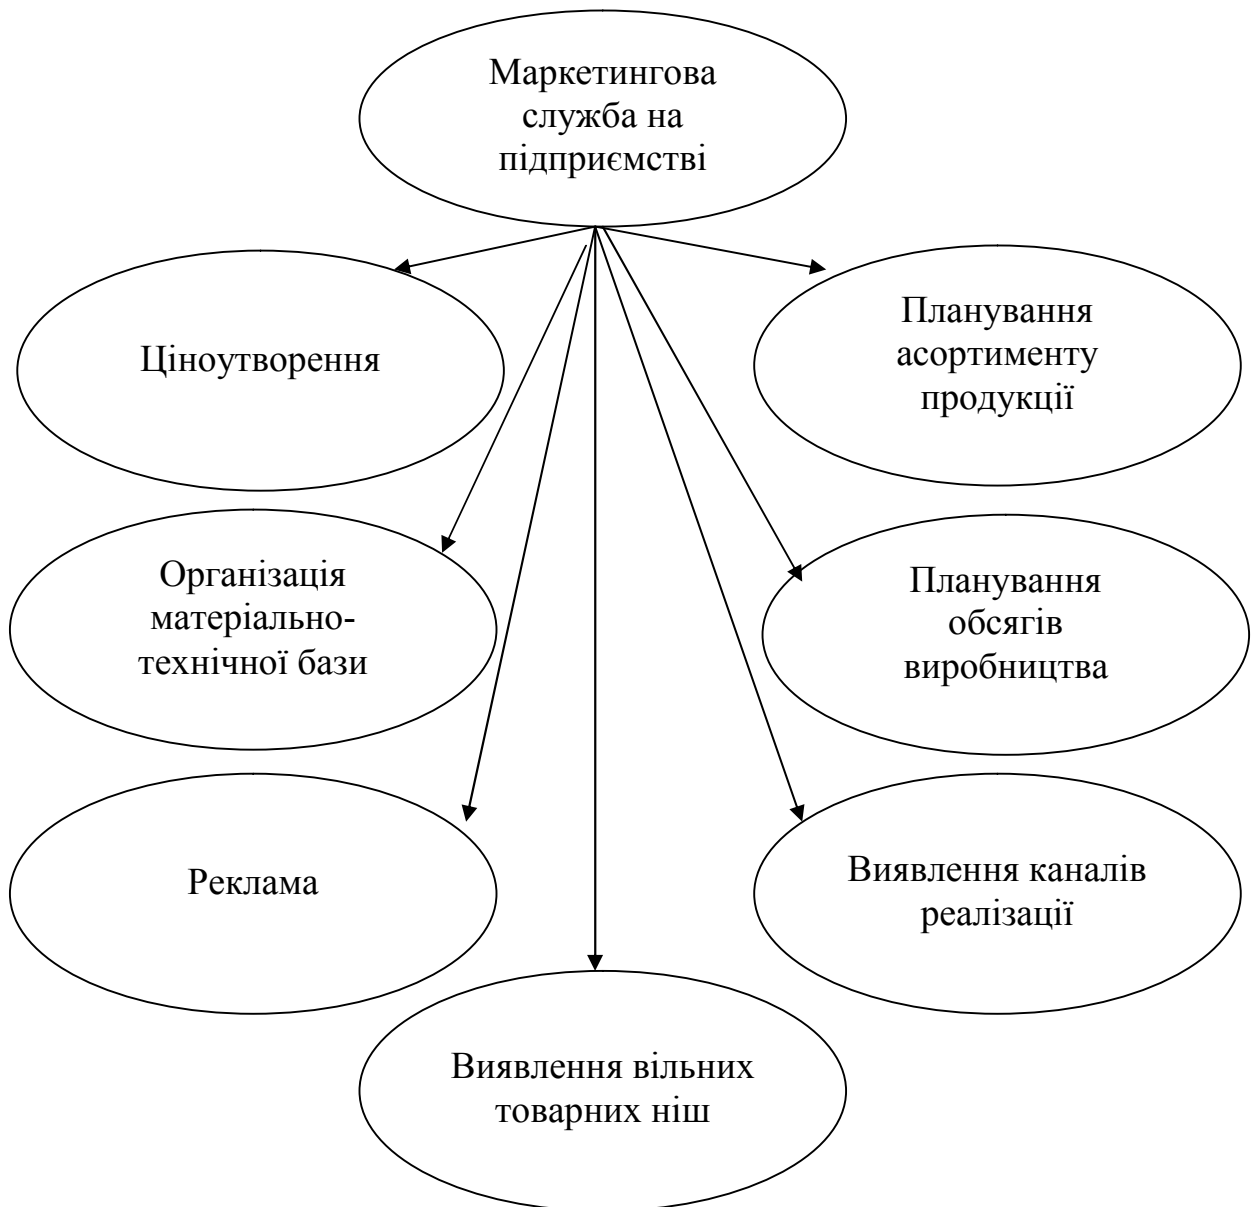 Маркетингова
служба на
підприємстві
Ціноутворення
Планування
асортименту
продукції
Організація
матеріально-
технічної бази
Планування
обсягів
виробництва
Реклама
Виявлення каналів
реалізації
Виявлення вільних
товарних ніш